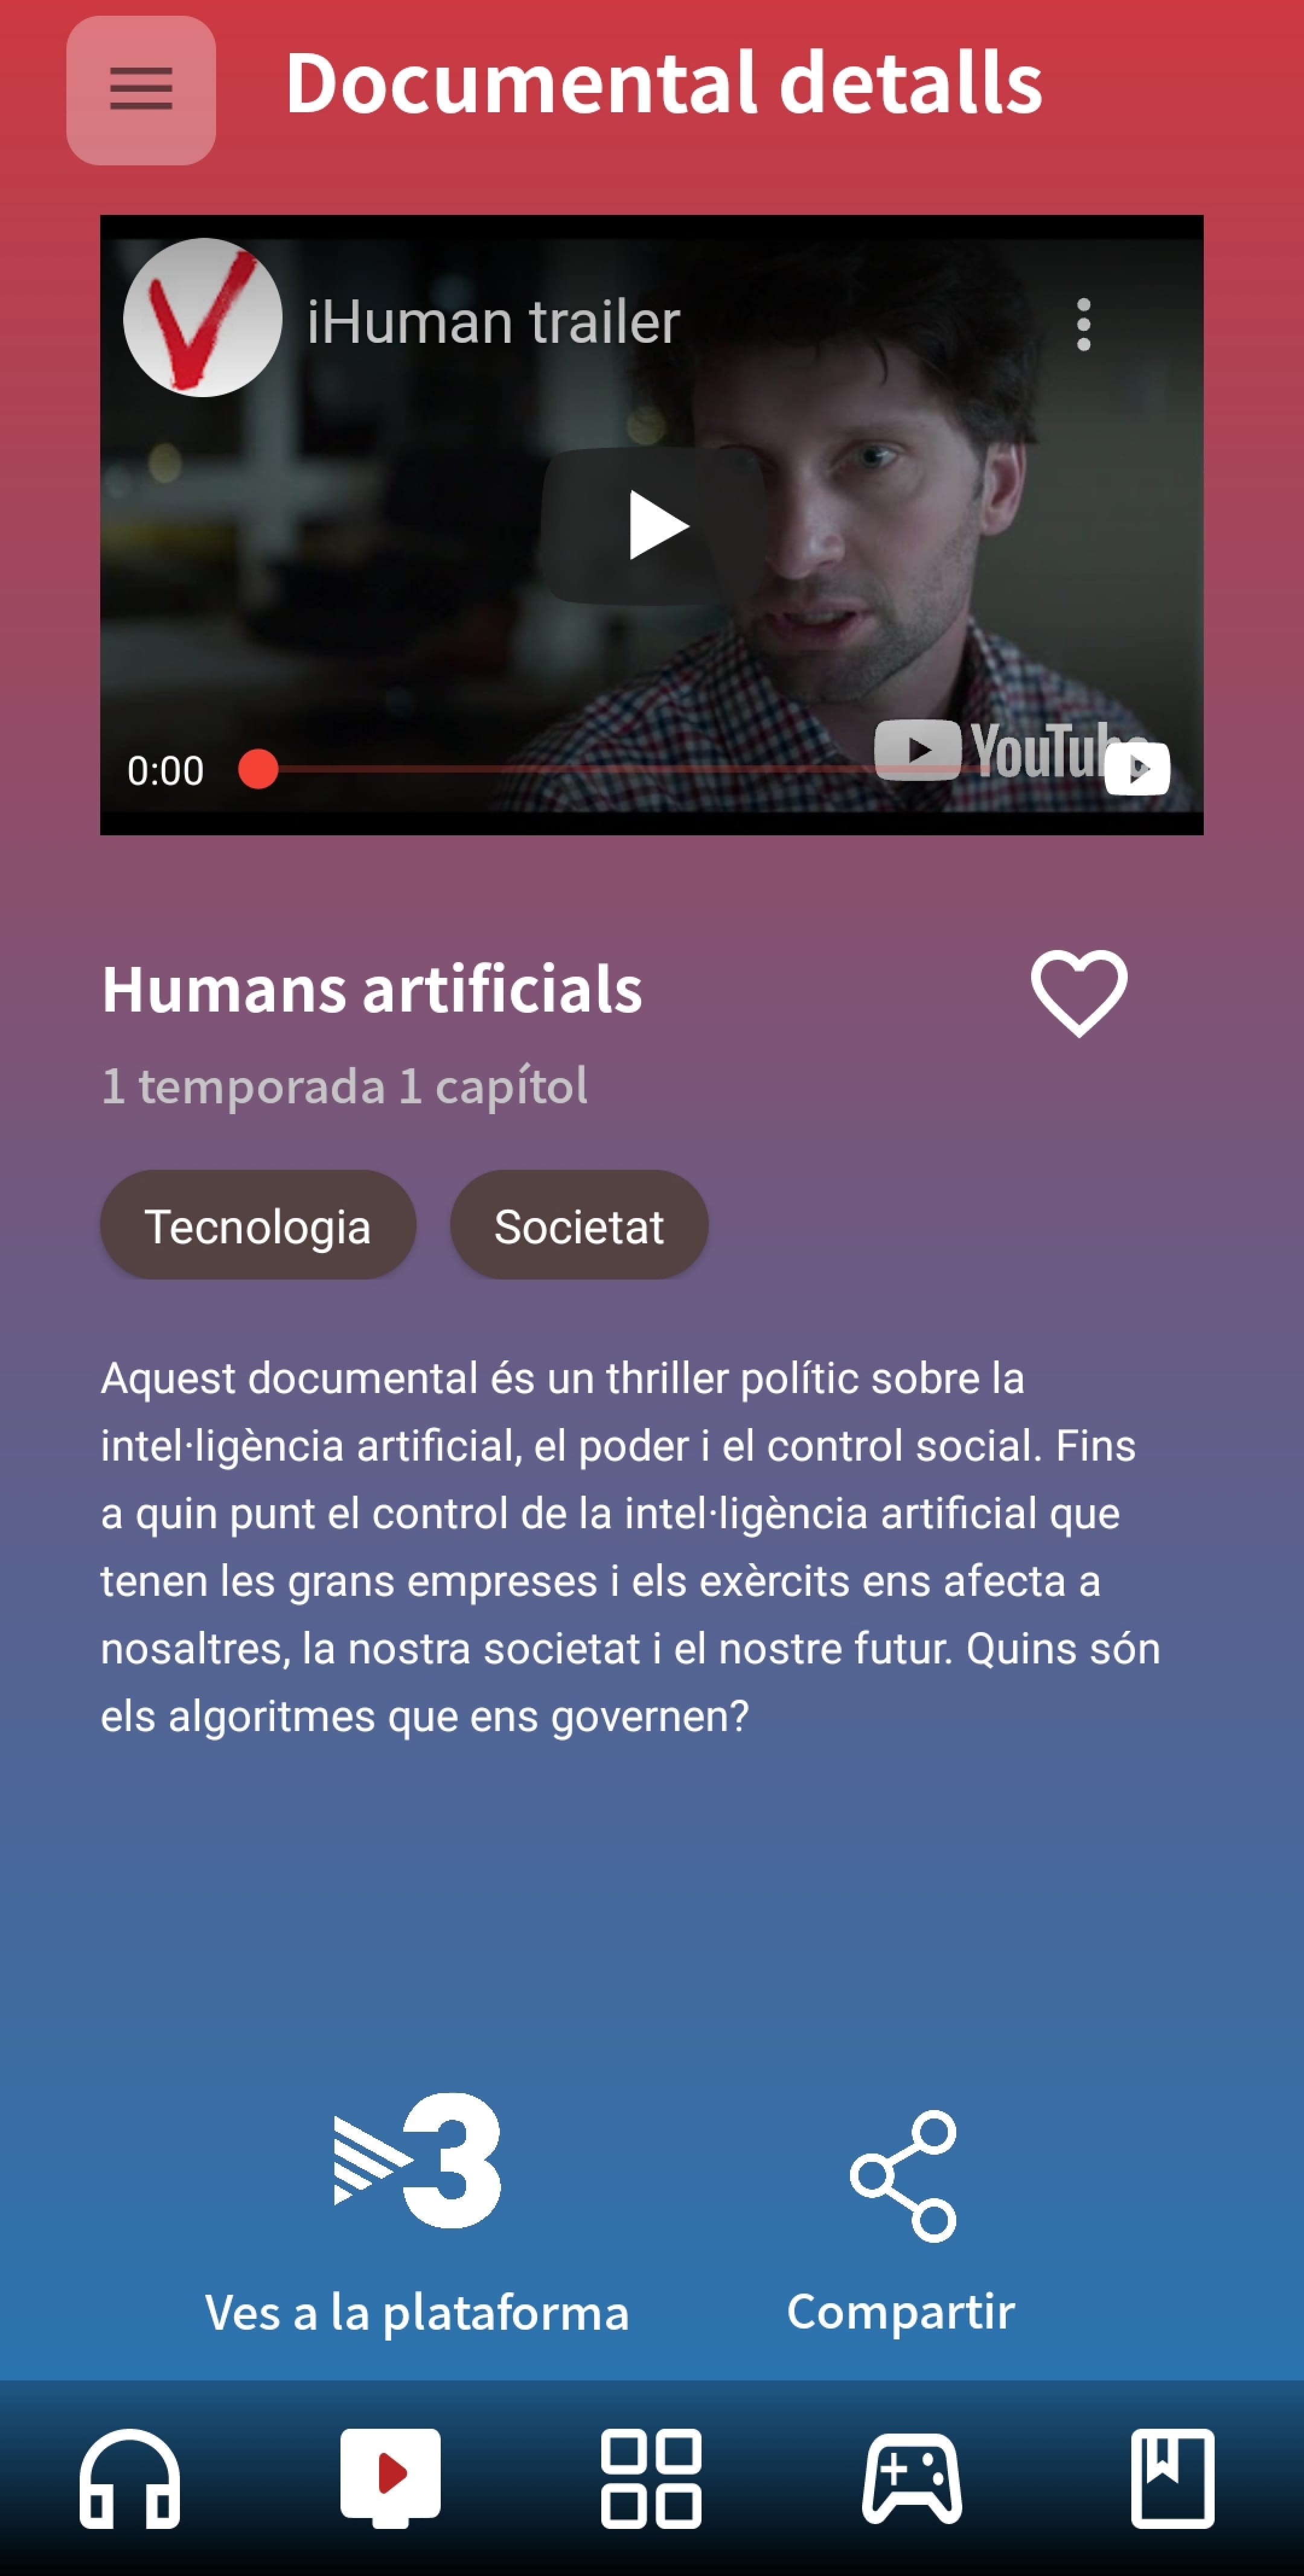 Documental detalls
iHuman trailer
0:00
YouTube
Humans artificials
1 temporada 1 capítol
Tecnologia
Societat
Aquest documental és un thriller polític sobre la
intel·ligència artificial, el poder i el control social. Fins
a quin punt el control de la intel·ligència artificial que
tenen les grans empreses i els exèrcits ens afecta a
nosaltres, la nostra societat i el nostre futur. Quins són
els algoritmes que ens governen?
3
Ves a la plataforma
Compartir